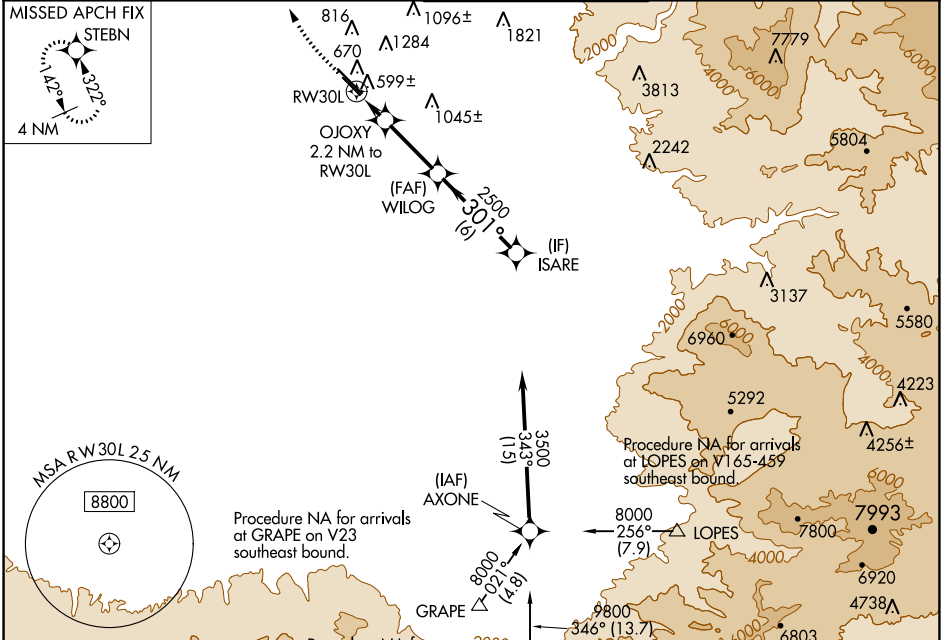 MISSED APCH FIX
STEBN
322°
142°
4 NM
816
1096±
1821
1284
670
599±
RW30L
1045±
OJOXY
2.2 NM to
RW30L
(FAF)
WILOG
2500
301°
(6)
(IF)
ISARE
2000
7779
6000
4000
6000
3813
2242
5804
4000
3137
2000
5580
6960
6000
4000
4223
5292
4256±
Procedure NA for arrivals
at LOPES on V165-459
southeast bound.
6000
3500
343°
(15)
(IAF)
AXONE
MSA RW30L 25 NM
8800
Procedure NA for arrivals
at GRAPE on V23
southeast bound.
8000
256°
(7.9)
LOPES
7800
7993
4000
6920
8000
021°
(4.8)
GRAPE
9800
346° (13.7)
4738
6803